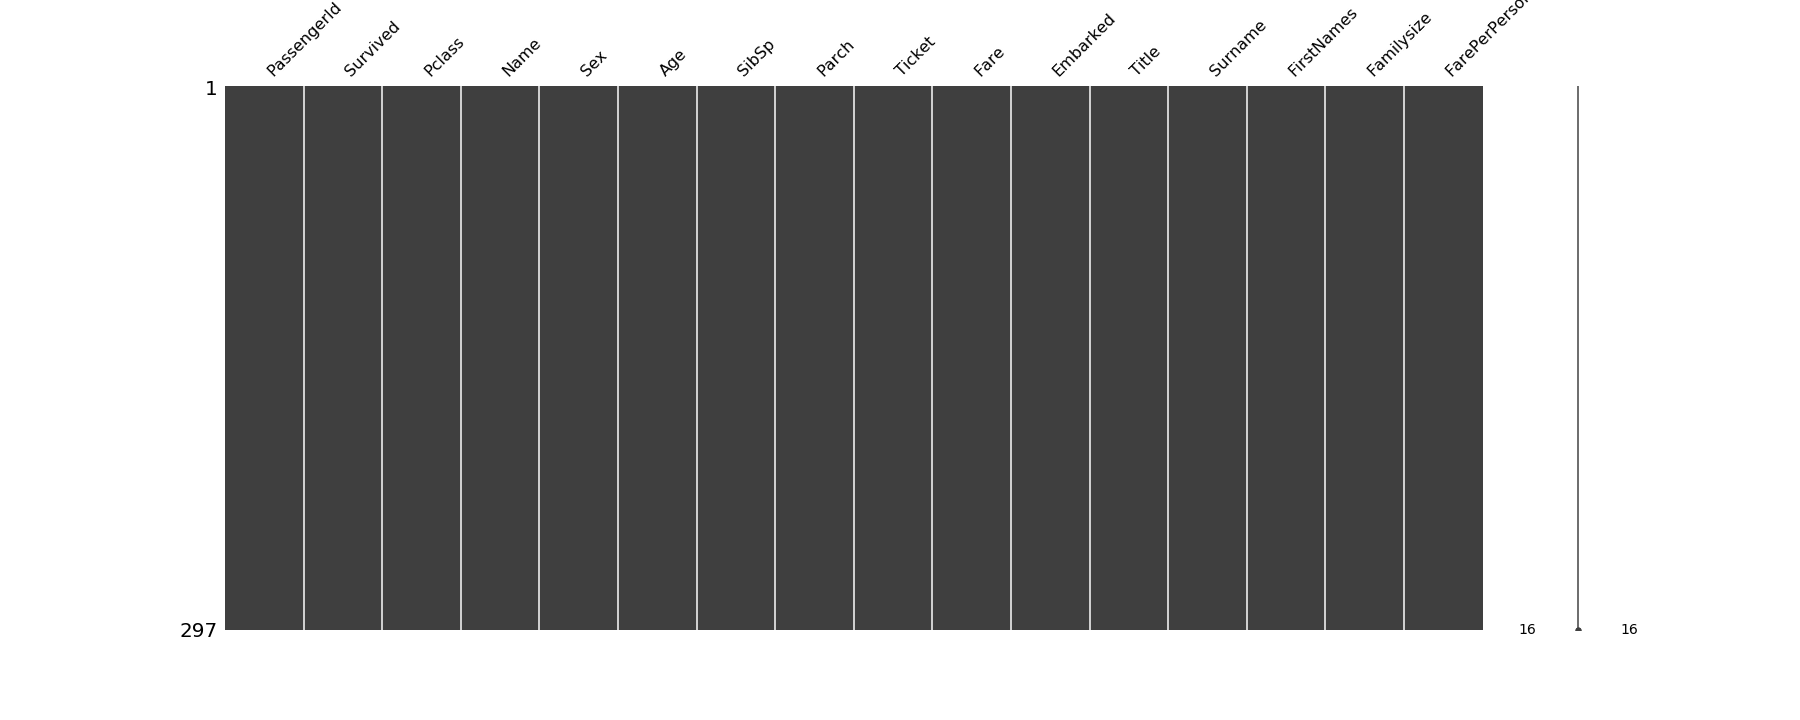 PassengerId
Survived
Pclass
Name
Sex
Age
SibSp
Parch
Ticket
Fare
Embarked
Title
Surname
FirstNames
Familysize
FarePerPerson
1
297
16
16